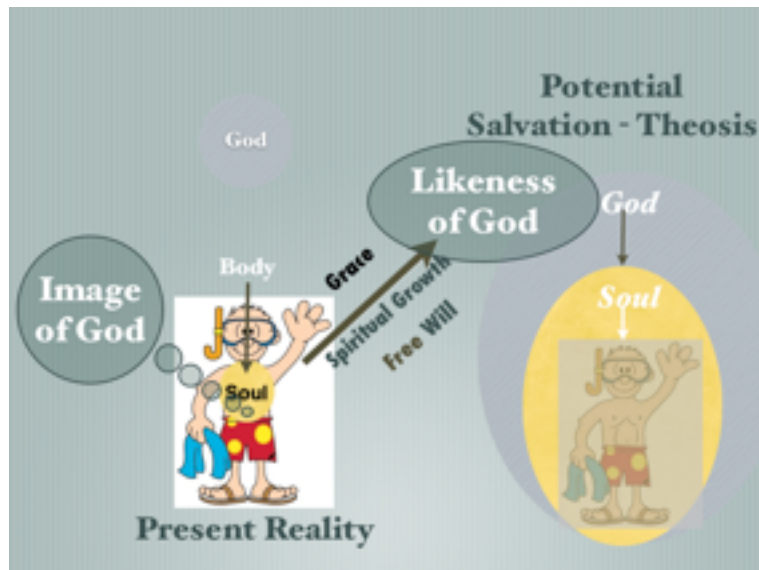 Potential
Salvation - Theosis
God
Likeness
of God
God
Body
Grace
Spiritual Growth
Free Will
Image
of God
Soul
Soul
Present Reality